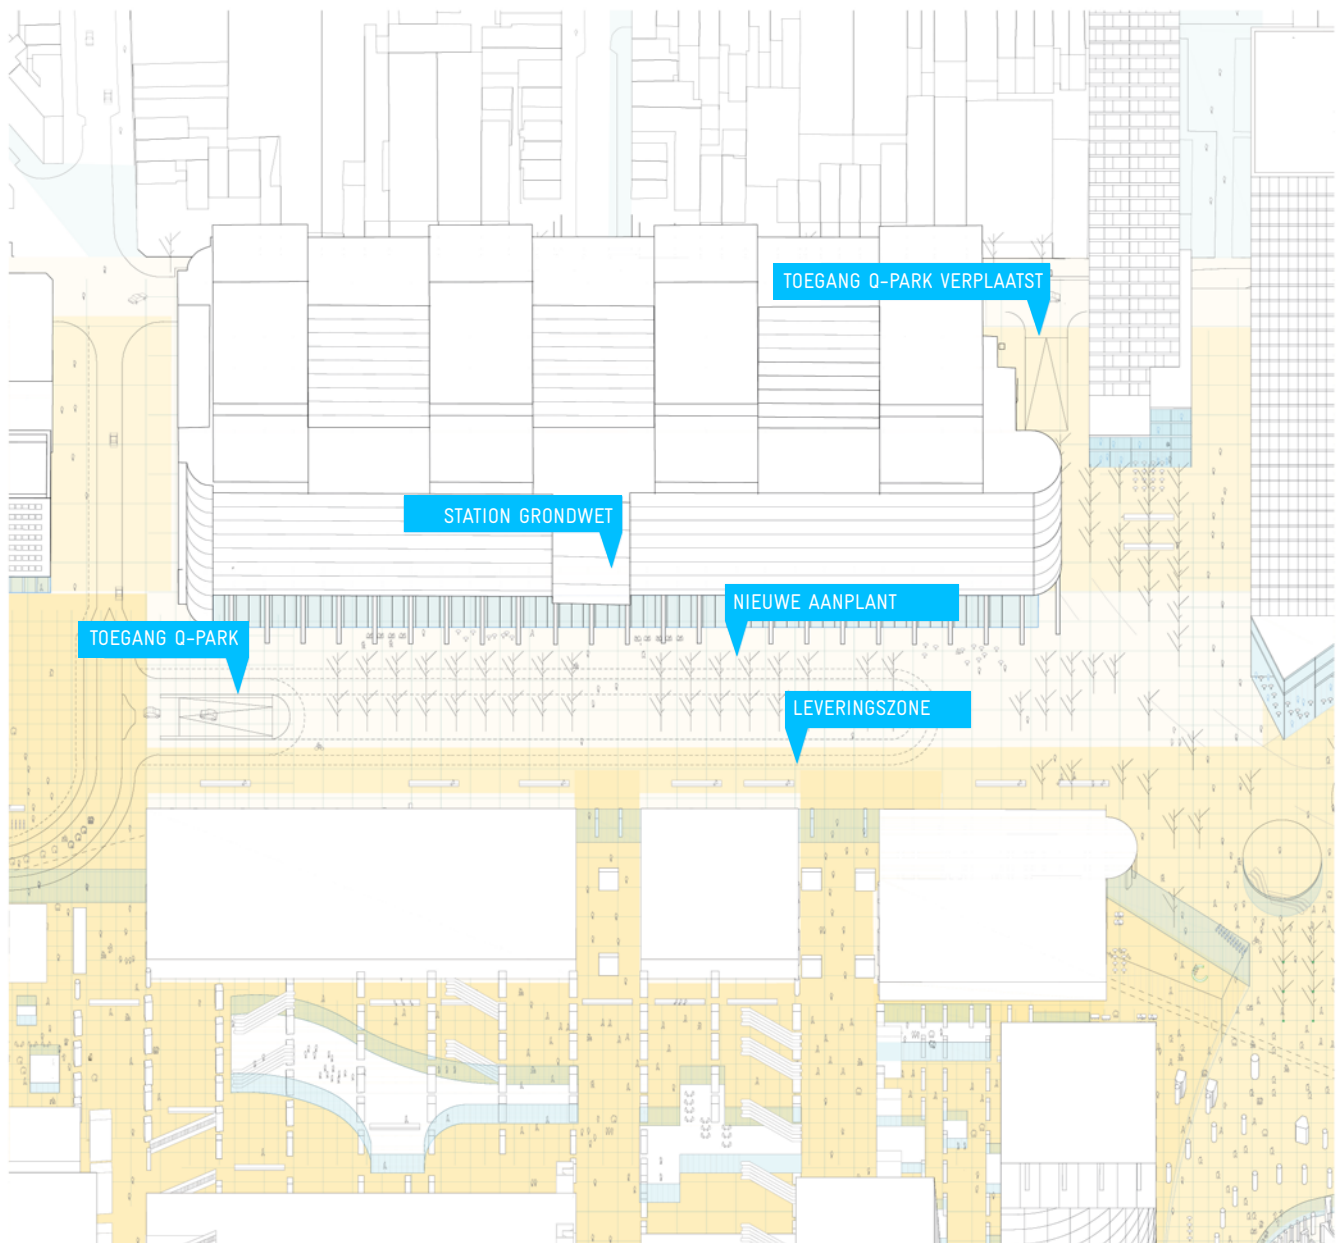 TOEGANG Q-PARK VERPLAATST
STATION GRONDWET
NIEUWE AANPLANT
TOEGANG Q-PARK
LEVERINGSZONE